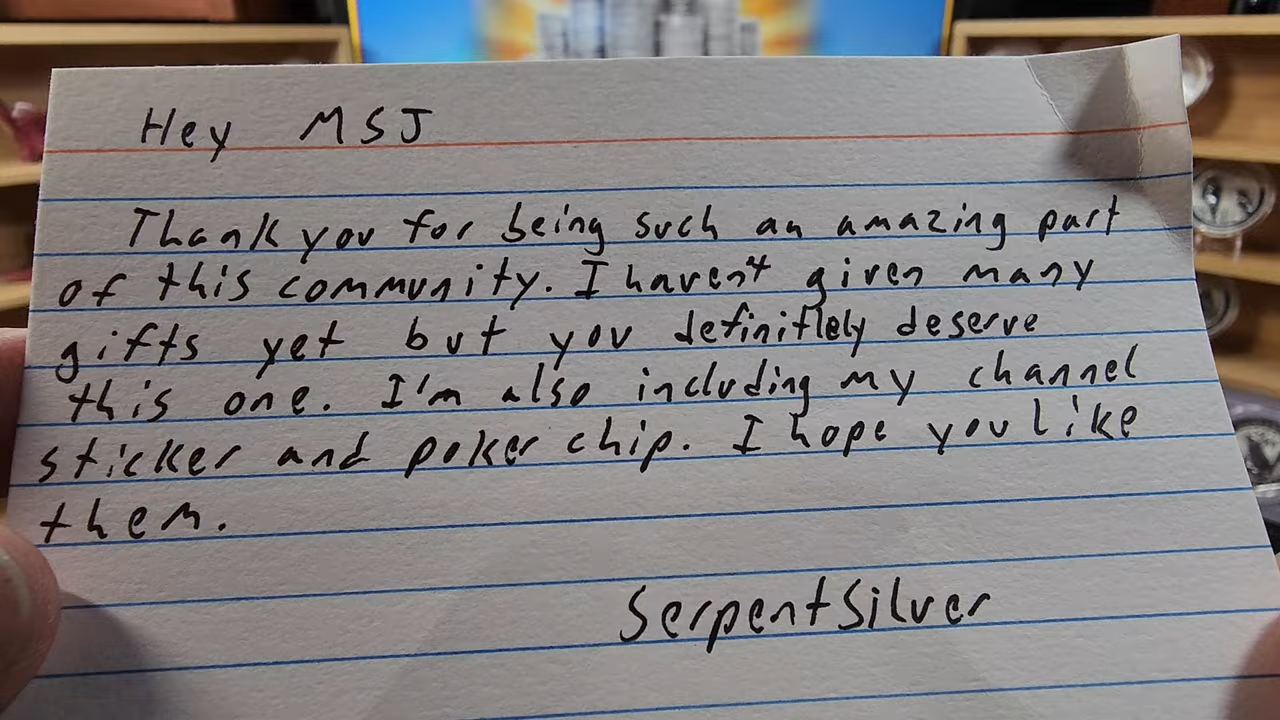 Hey MSJ
Thank you for being such an amazing part
of this community. I haven't given many
gifts yet but you definitlely deserve
this one. I'm also including my channel
sticker and poker chip. I hope you like
them.
SerpentSilver